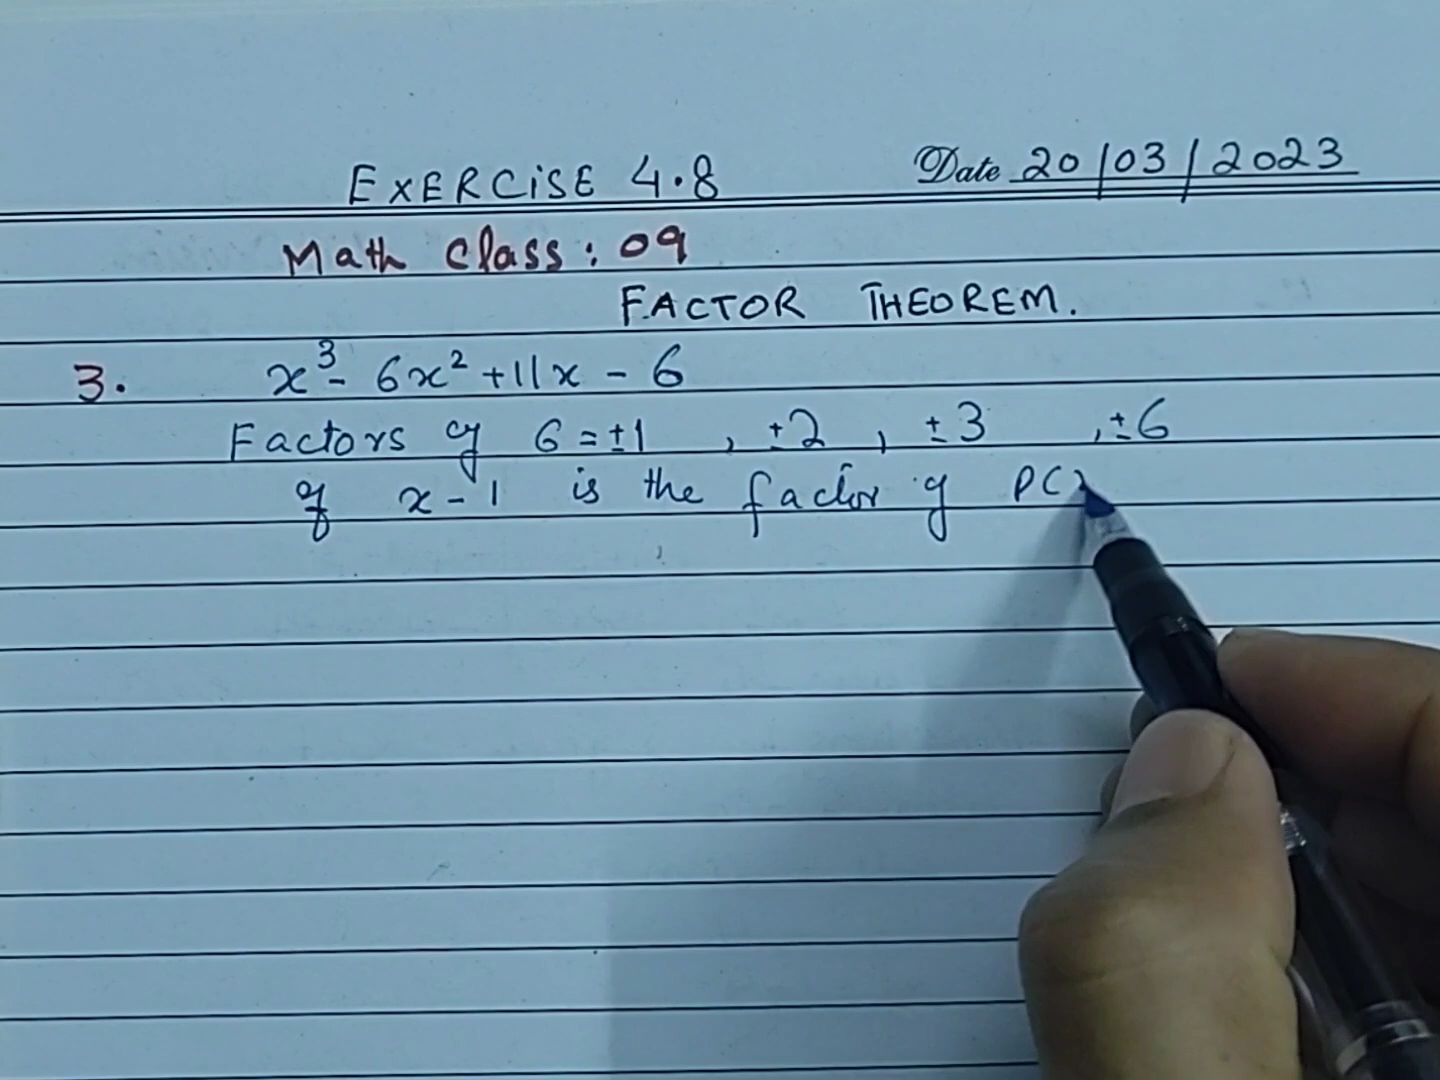 EXERCiSE 4.8 Date 20/03/2023
Math Class: 09
FACTOR THEOREM.
3. x³- 6x² +11x - 6
Factors of 6 = ±1 , ±2 , ±3 , ±6
if x - 1 is the factor of P(